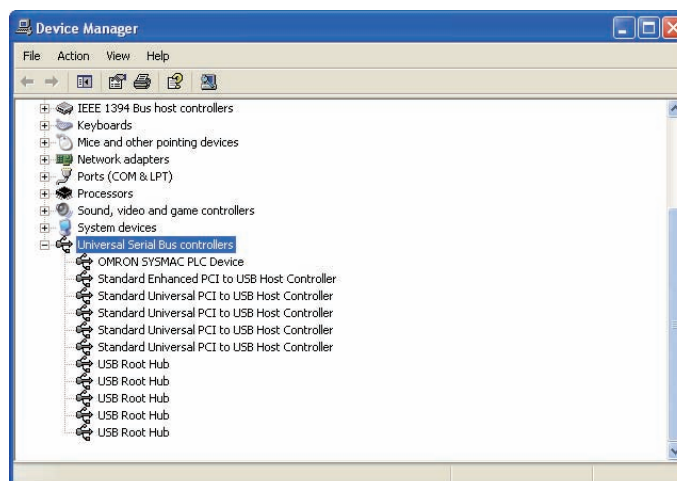 Device Manager
File Action View Help
IEEE 1394 Bus host controllers
Keyboards
Mice and other pointing devices
Network adapters
Ports (COM & LPT)
Processors
Sound, video and game controllers
System devices
Universal Serial Bus controllers
OMRON SYSMAC PLC Device
Standard Enhanced PCI to USB Host Controller
Standard Universal PCI to USB Host Controller
Standard Universal PCI to USB Host Controller
Standard Universal PCI to USB Host Controller
Standard Universal PCI to USB Host Controller
USB Root Hub
USB Root Hub
USB Root Hub
USB Root Hub
USB Root Hub